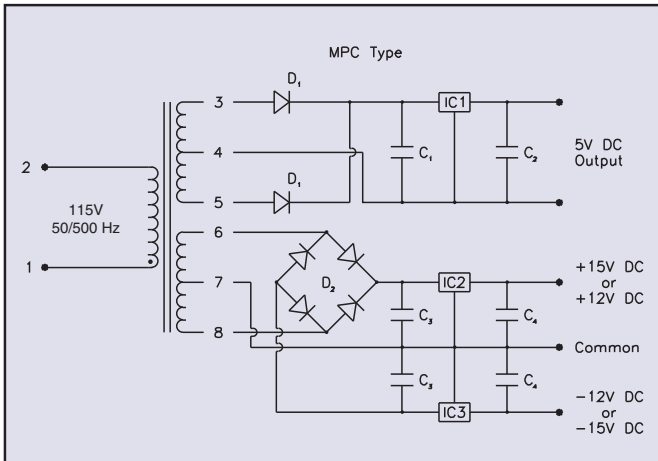 MPC Type
D1
3
IC1
4
C1
C2
5V DC
Output
2
D1
5
115V
50/500 Hz
6
1
7
D2
IC2
+15V DC
or
+12V DC
C3
C4
8
Common
C3
C4
IC3
-12V DC
or
-15V DC